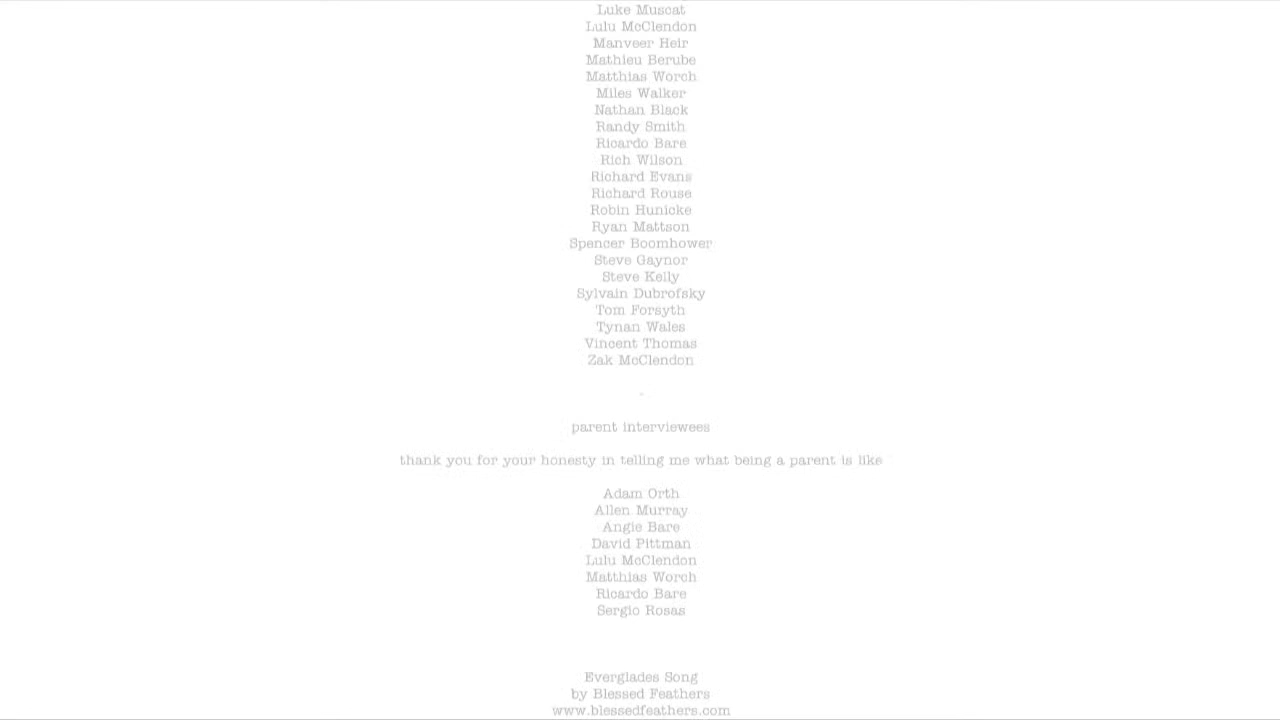 Luke Muscat
Lulu McClendon
Manveer Heir
Mathieu Berube
Matthias Worch
Miles Walker
Nathan Black
Randy Smith
Ricardo Bare
Rich Wilson
Richard Evans
Richard Rouse
Robin Hunicke
Ryan Mattson
Spencer Boomhower
Steve Gaynor
Steve Kelly
Sylvain Dubrofsky
Tom Forsyth
Tynan Wales
Vincent Thomas
Zak McClendon
-
parent interviewees
thank you for your honesty in telling me what being a parent is like
Adam Orth
Allen Murray
Angie Bare
David Pittman
Lulu McClendon
Matthias Worch
Ricardo Bare
Sergio Rosas
Everglades Song
by Blessed Feathers
www.blessedfeathers.com